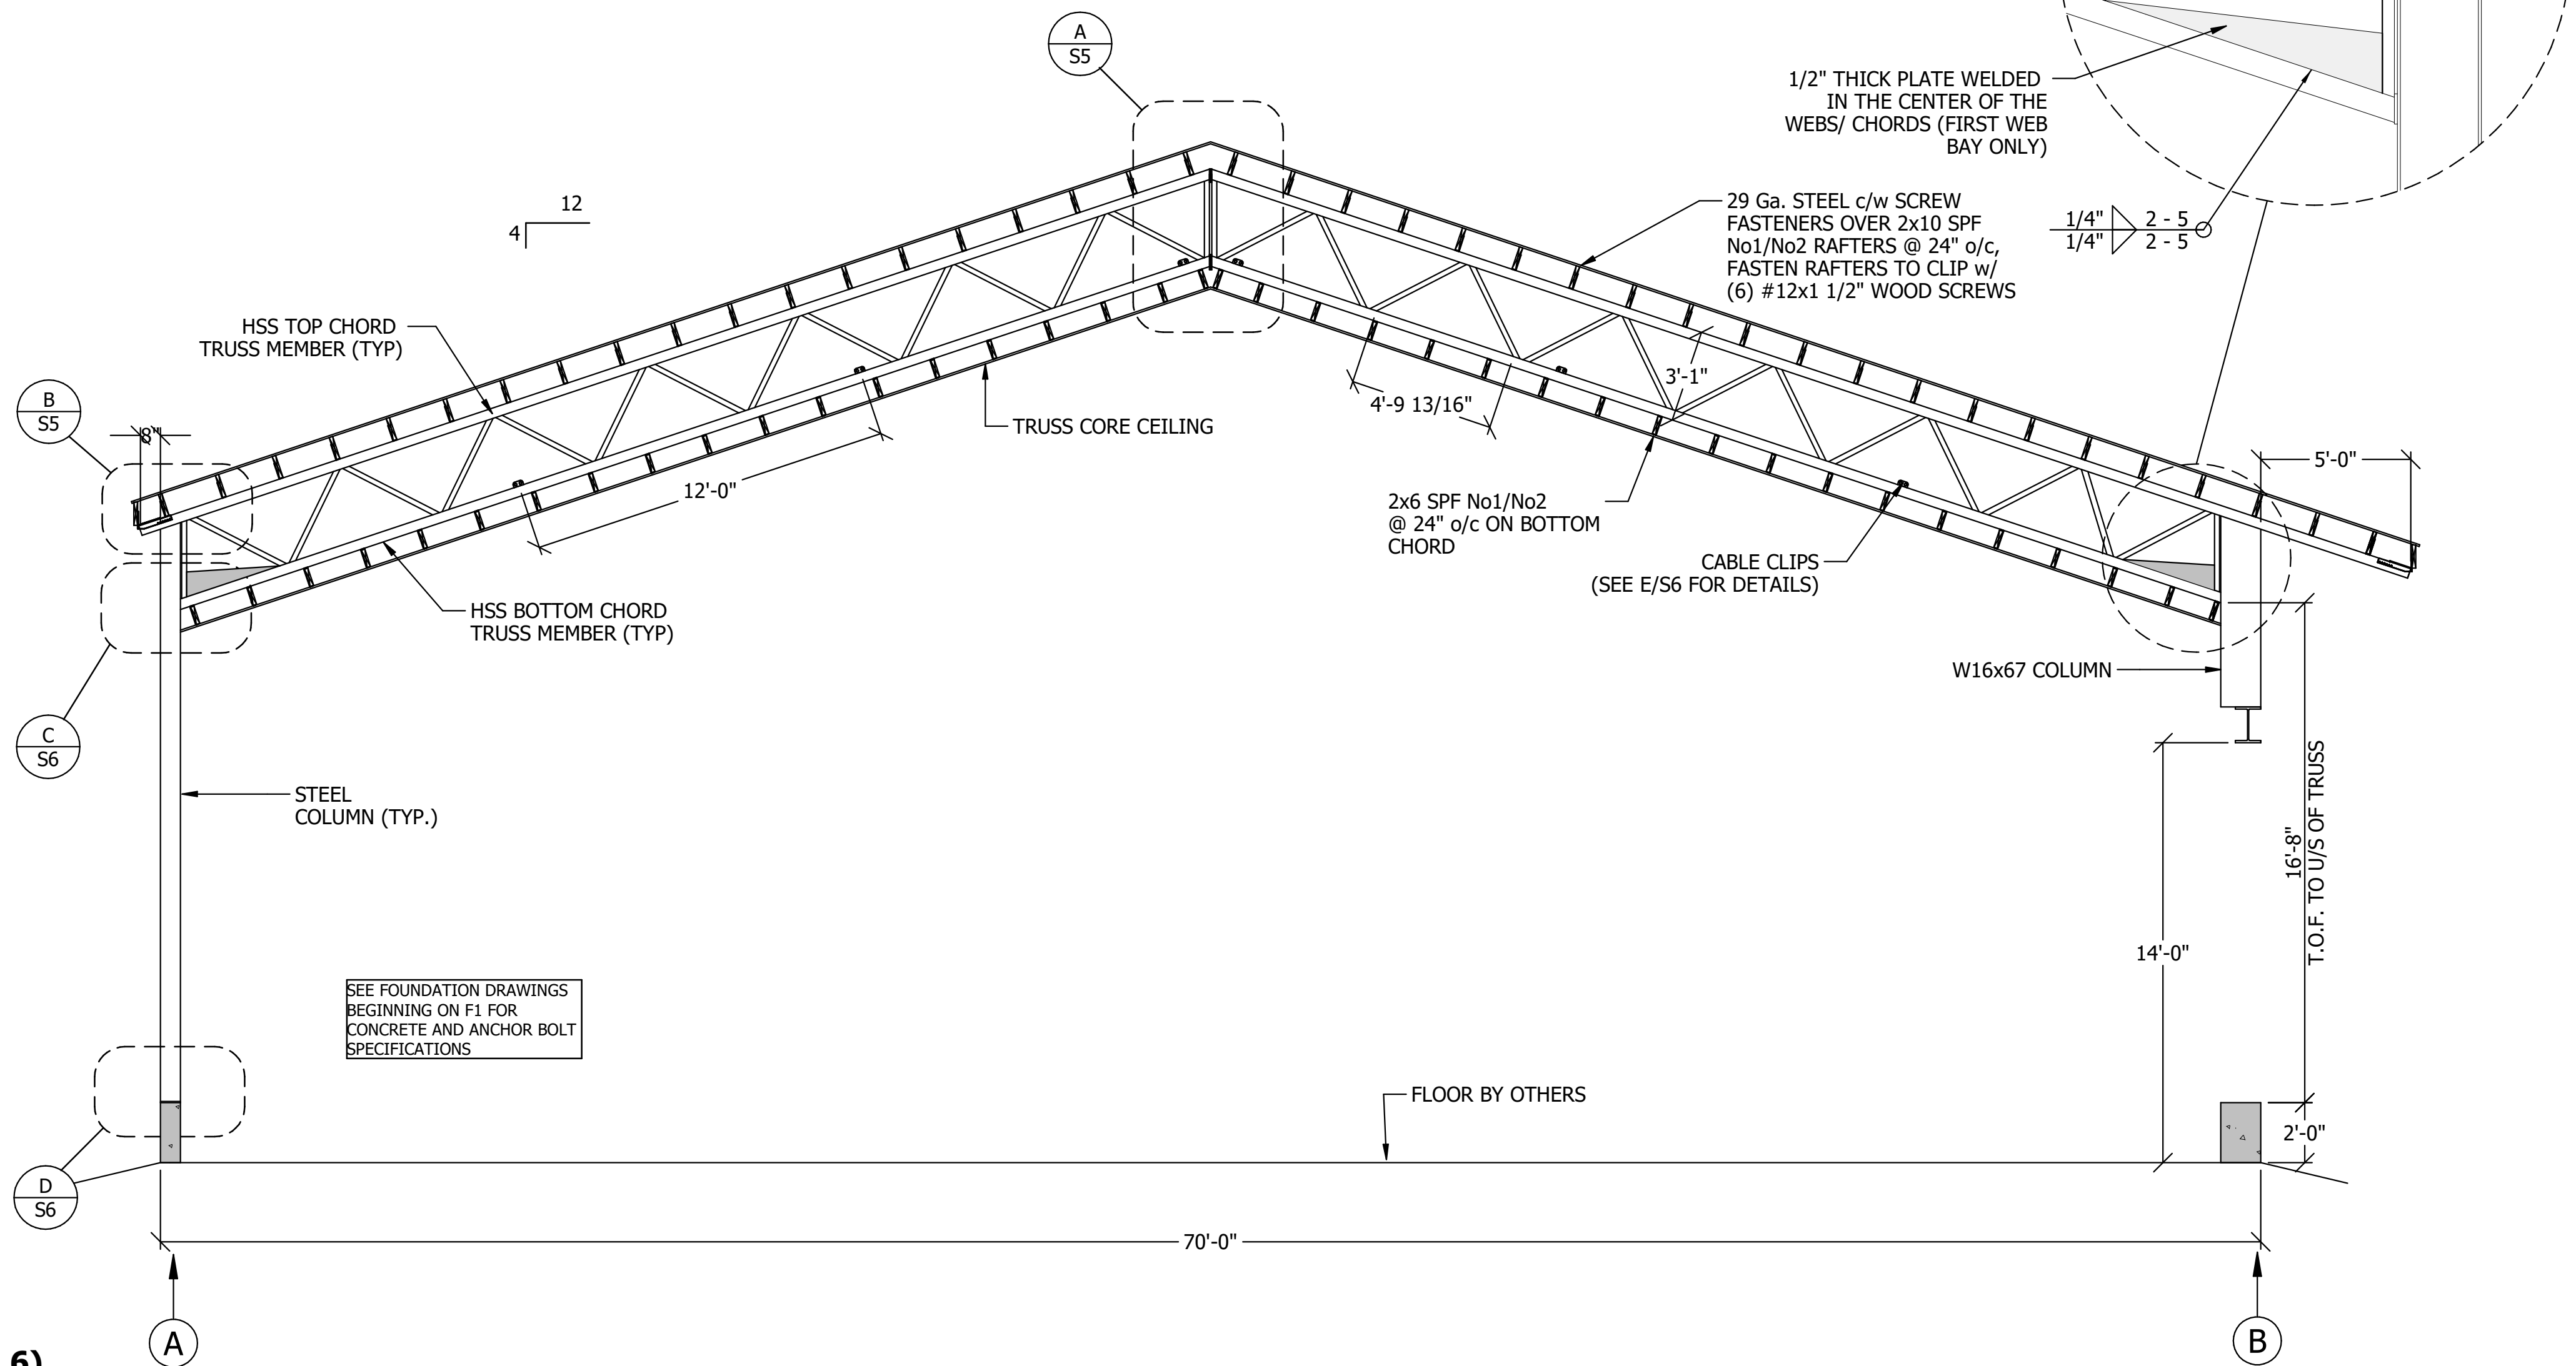 A
S5
1/2" THICK PLATE WELDED
IN THE CENTER OF THE
WEBS/ CHORDS (FIRST WEB
BAY ONLY)
12
4
29 Ga. STEEL c/w SCREW
FASTENERS OVER 2x10 SPF
No1/No2 RAFTERS @ 24" o/c,
FASTEN RAFTERS TO CLIP w/
(6) #12x1 1/2" WOOD SCREWS
1/4" 2 - 5
1/4" 2 - 5
HSS TOP CHORD
TRUSS MEMBER (TYP)
B
S5
8"
TRUSS CORE CEILING
4'-9 13/16"
3'-1"
12'-0"
5'-0"
2x6 SPF No1/No2
@ 24" o/c ON BOTTOM
CHORD
CABLE CLIPS
(SEE E/S6 FOR DETAILS)
HSS BOTTOM CHORD
TRUSS MEMBER (TYP)
W16x67 COLUMN
C
S6
STEEL
COLUMN (TYP.)
16'-8"
T.O.F. TO U/S OF TRUSS
14'-0"
SEE FOUNDATION DRAWINGS
BEGINNING ON F1 FOR
CONCRETE AND ANCHOR BOLT
SPECIFICATIONS
FLOOR BY OTHERS
2'-0"
D
S6
70'-0"
A
B
6)